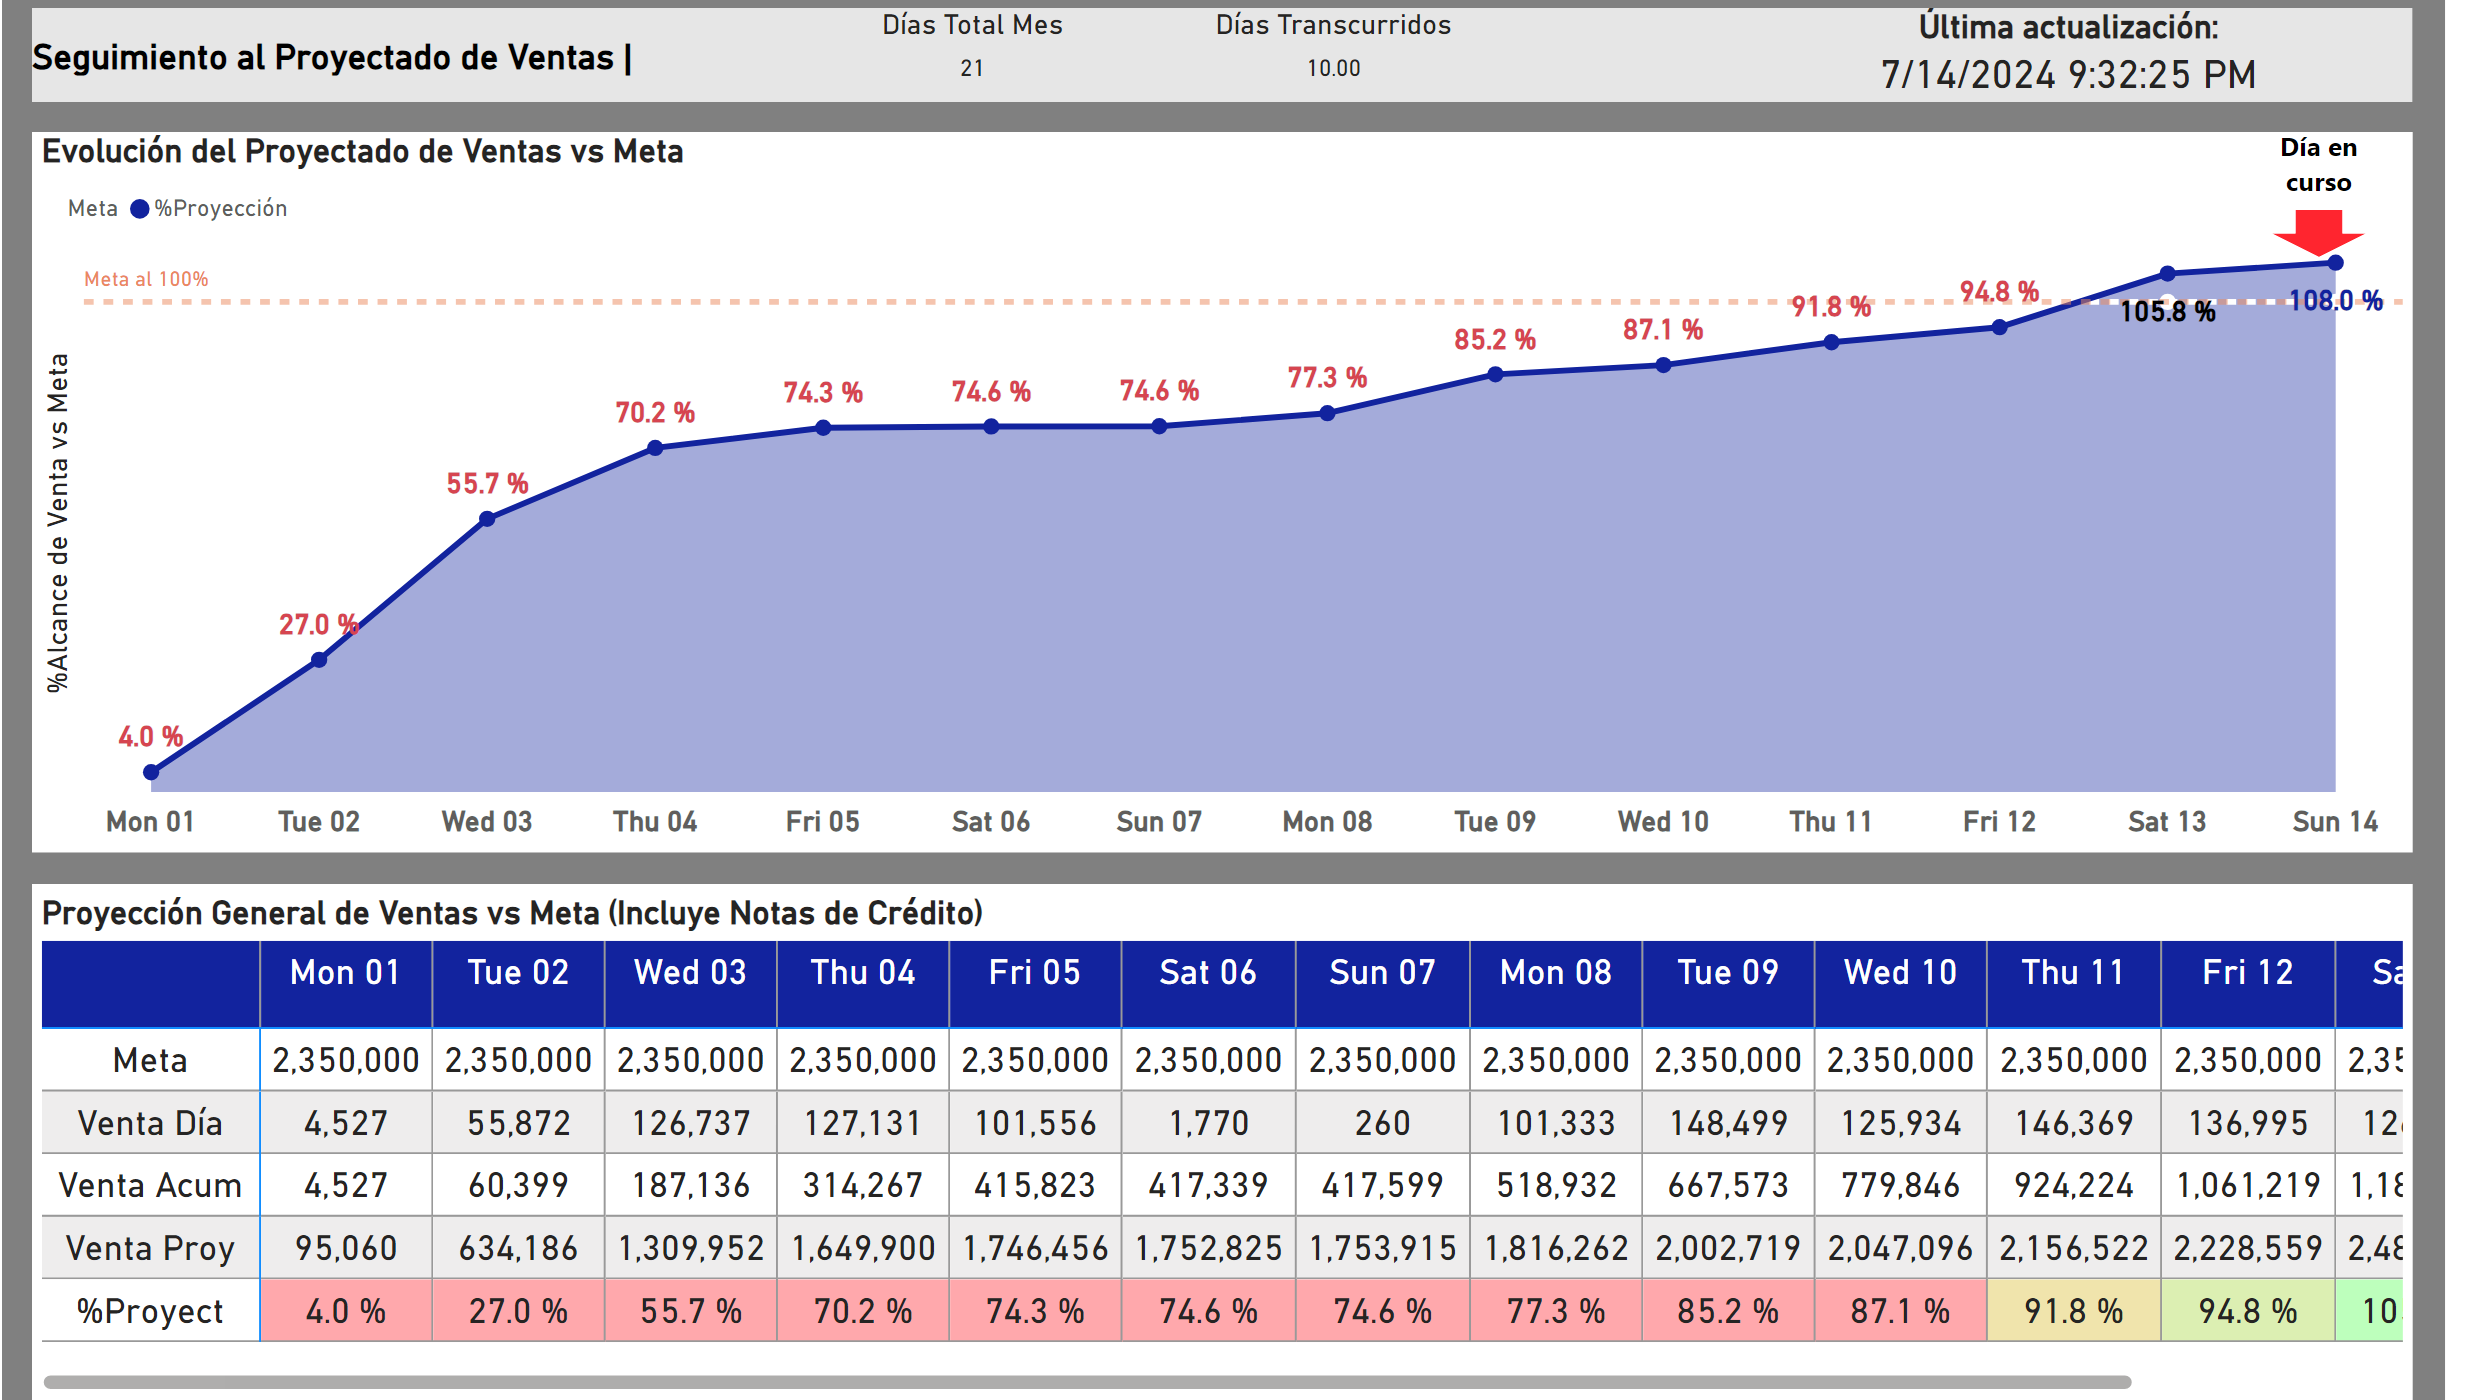 Seguimiento al Proyectado de Ventas |
Días Total Mes
21
Días Transcurridos
10.00
Última actualización:
7/14/2024 9:32:25 PM
Evolución del Proyectado de Ventas vs Meta
Día en
curso
Meta %Proyección
Meta al 100%
%Alcance de Venta vs Meta
4.0 %
27.0 %
55.7 %
70.2 %
74.3 %
74.6 %
74.6 %
77.3 %
85.2 %
87.1 %
91.8 %
94.8 %
105.8 %
108.0 %
Mon 01 Tue 02 Wed 03 Thu 04 Fri 05 Sat 06 Sun 07 Mon 08 Tue 09 Wed 10 Thu 11 Fri 12 Sat 13 Sun 14
Proyección General de Ventas vs Meta (Incluye Notas de Crédito)
Mon 01 Tue 02 Wed 03 Thu 04 Fri 05 Sat 06 Sun 07 Mon 08 Tue 09 Wed 10 Thu 11 Fri 12 Sa
Meta 2,350,000 2,350,000 2,350,000 2,350,000 2,350,000 2,350,000 2,350,000 2,350,000 2,350,000 2,350,000 2,350,000 2,350,000 2,35
Venta Día 4,527 55,872 126,737 127,131 101,556 1,770 260 101,333 148,499 125,934 146,369 136,995 12
Venta Acum 4,527 60,399 187,136 314,267 415,823 417,339 417,599 518,932 667,573 779,846 924,224 1,061,219 1,18
Venta Proy 95,060 634,186 1,309,952 1,649,900 1,746,456 1,752,825 1,753,915 1,816,262 2,002,719 2,047,096 2,156,522 2,228,559 2,48
%Proyect 4.0 % 27.0 % 55.7 % 70.2 % 74.3 % 74.6 % 74.6 % 77.3 % 85.2 % 87.1 % 91.8 % 94.8 % 10